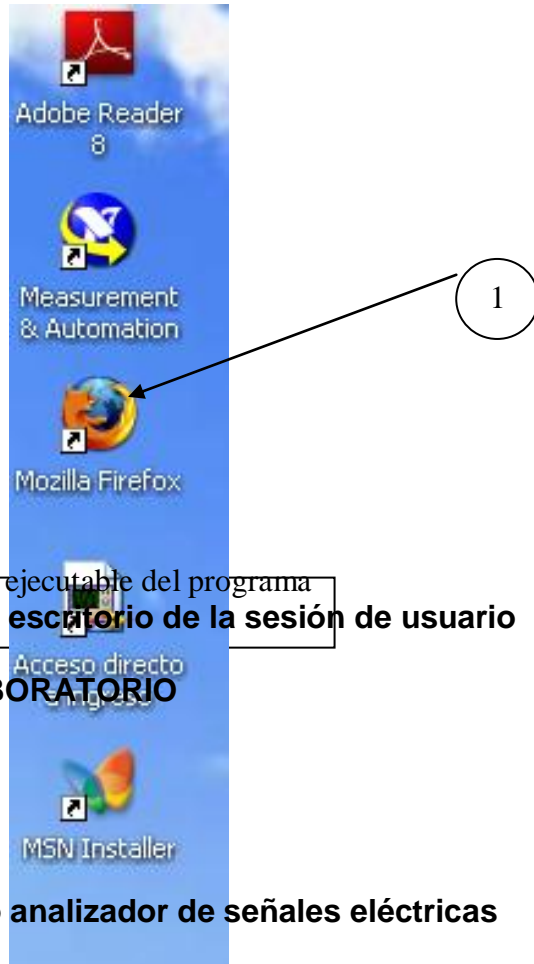 Adobe Reader
8
Measurement
& Automation
1
Mozilla Firefox
ejecutable del programa
escritorio de la sesión de usuario
Acceso directo
BORATORIO
a ingreso
MSN Installer
analizador de señales eléctricas